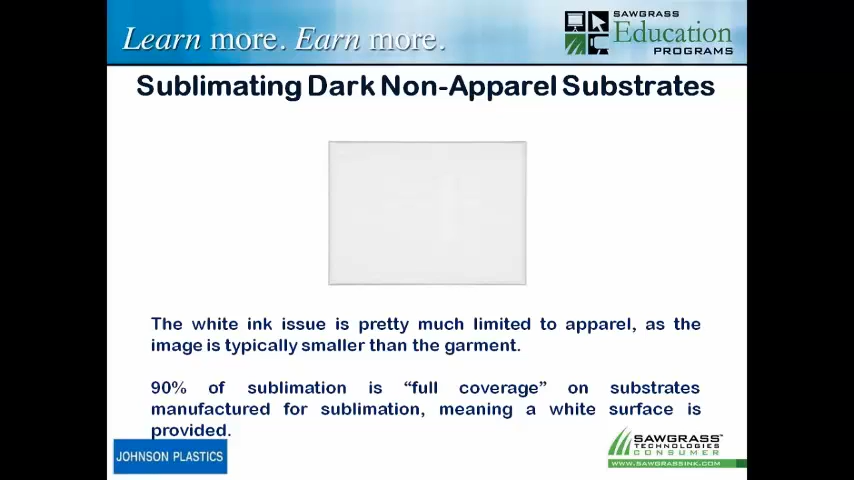 Learn more. Earn more.
SAWGRASS
Education
PROGRAMS
Sublimating Dark Non-Apparel Substrates
The white ink issue is pretty much limited to apparel, as the
image is typically smaller than the garment.
90% of sublimation is “full coverage” on substrates
manufactured for sublimation, meaning a white surface is
provided.
JOHNSON PLASTICS
SAWGRASS
TECHNOLOGIES
CONSUMER
WWW.SAWGRASSINK.COM